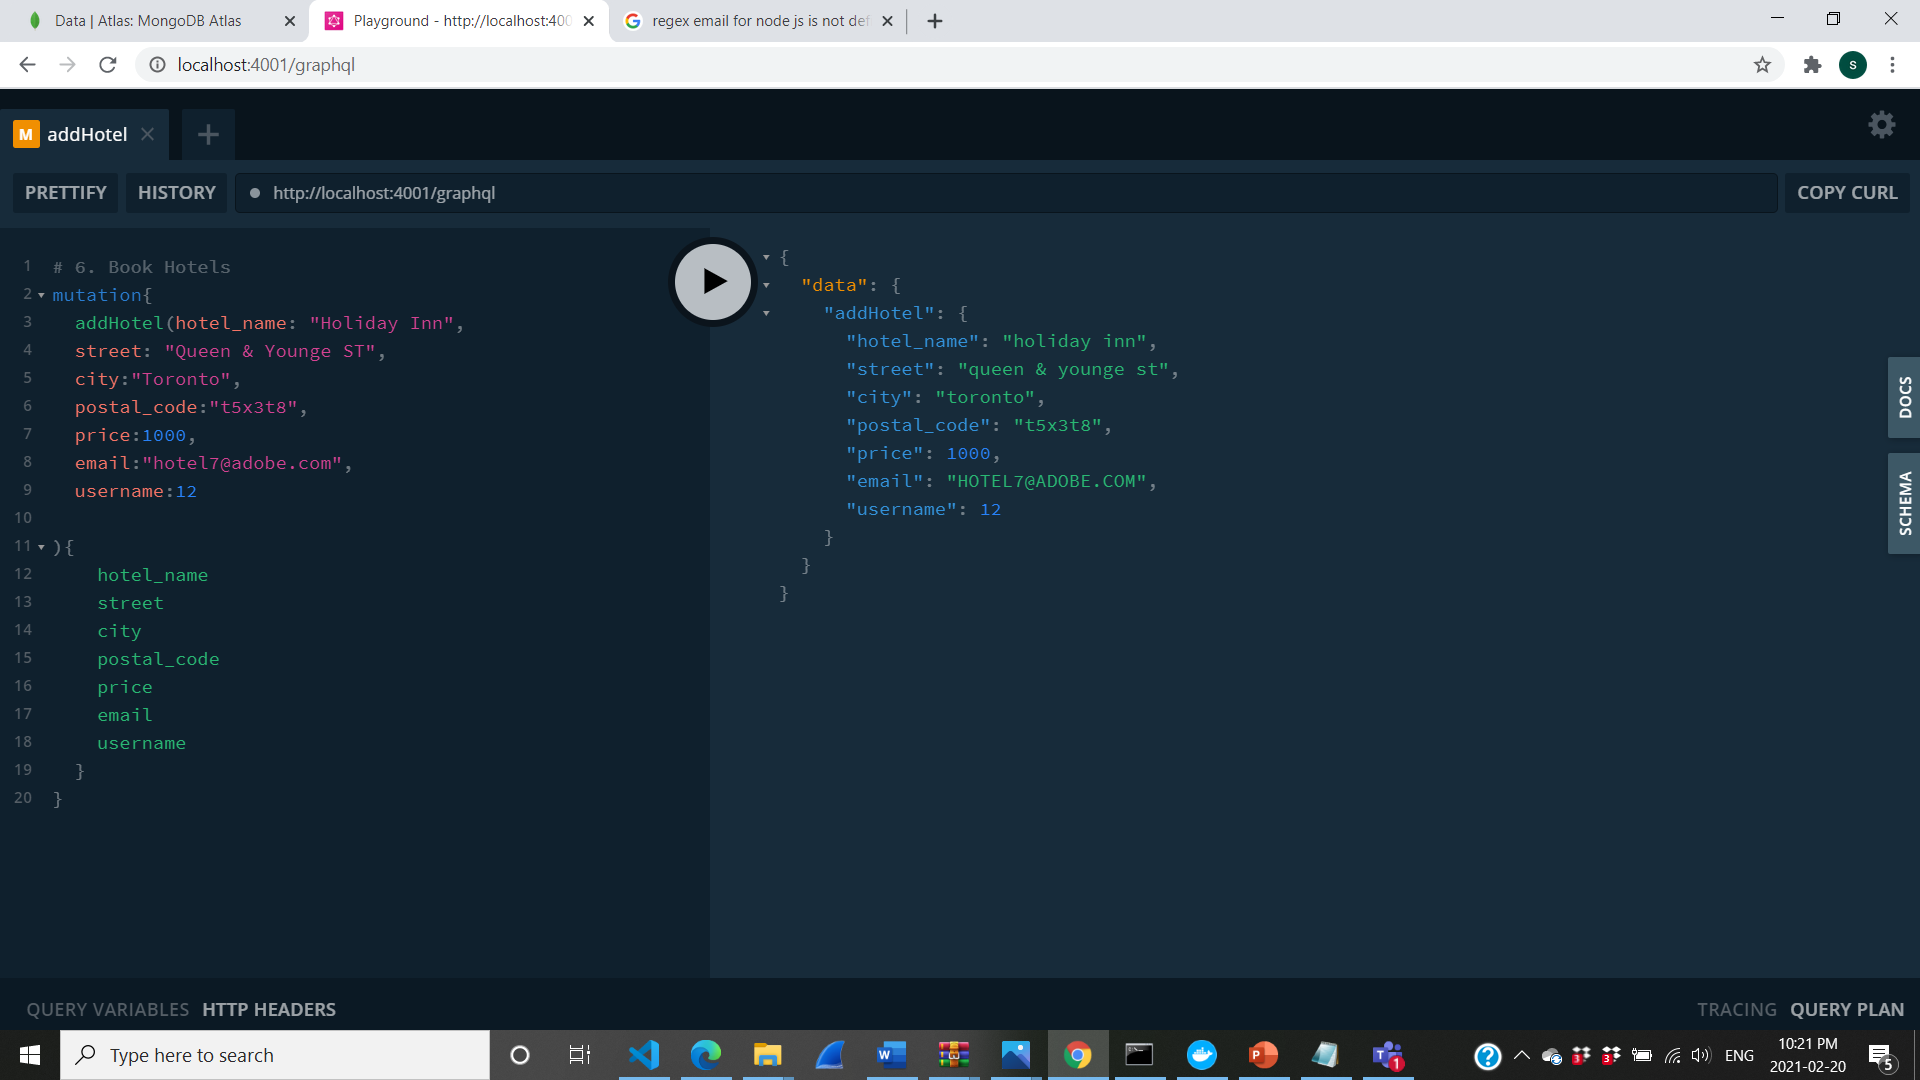 Data | Atlas: MongoDB Atlas
Playground - http://localhost:400
regex email for node js is not def
localhost:4001/graphql
S
M addHotel
PRETTIFY HISTORY http://localhost:4001/graphql COPY CURL
1 # 6. Book Hotels
2 mutation{
3 addHotel(hotel_name: "Holiday Inn",
4 street: "Queen & Younge ST",
5 city:"Toronto",
6 postal_code:"t5x3t8",
7 price:1000,
8 email:"hotel7@adobe.com",
9 username:12
10
11 ){
12 hotel_name
13 street
14 city
15 postal_code
16 price
17 email
18 username
19 }
20 }
{
"data": {
"addHotel": {
"hotel_name": "holiday inn",
"street": "queen & younge st",
"city": "toronto",
"postal_code": "t5x3t8",
"price": 1000,
"email": "HOTEL7@ADOBE.COM",
"username": 12
}
}
}
DOCS
SCHEMA
QUERY VARIABLES HTTP HEADERS
TRACING QUERY PLAN
Type here to search
ENG
10:21 PM
2021-02-20
5